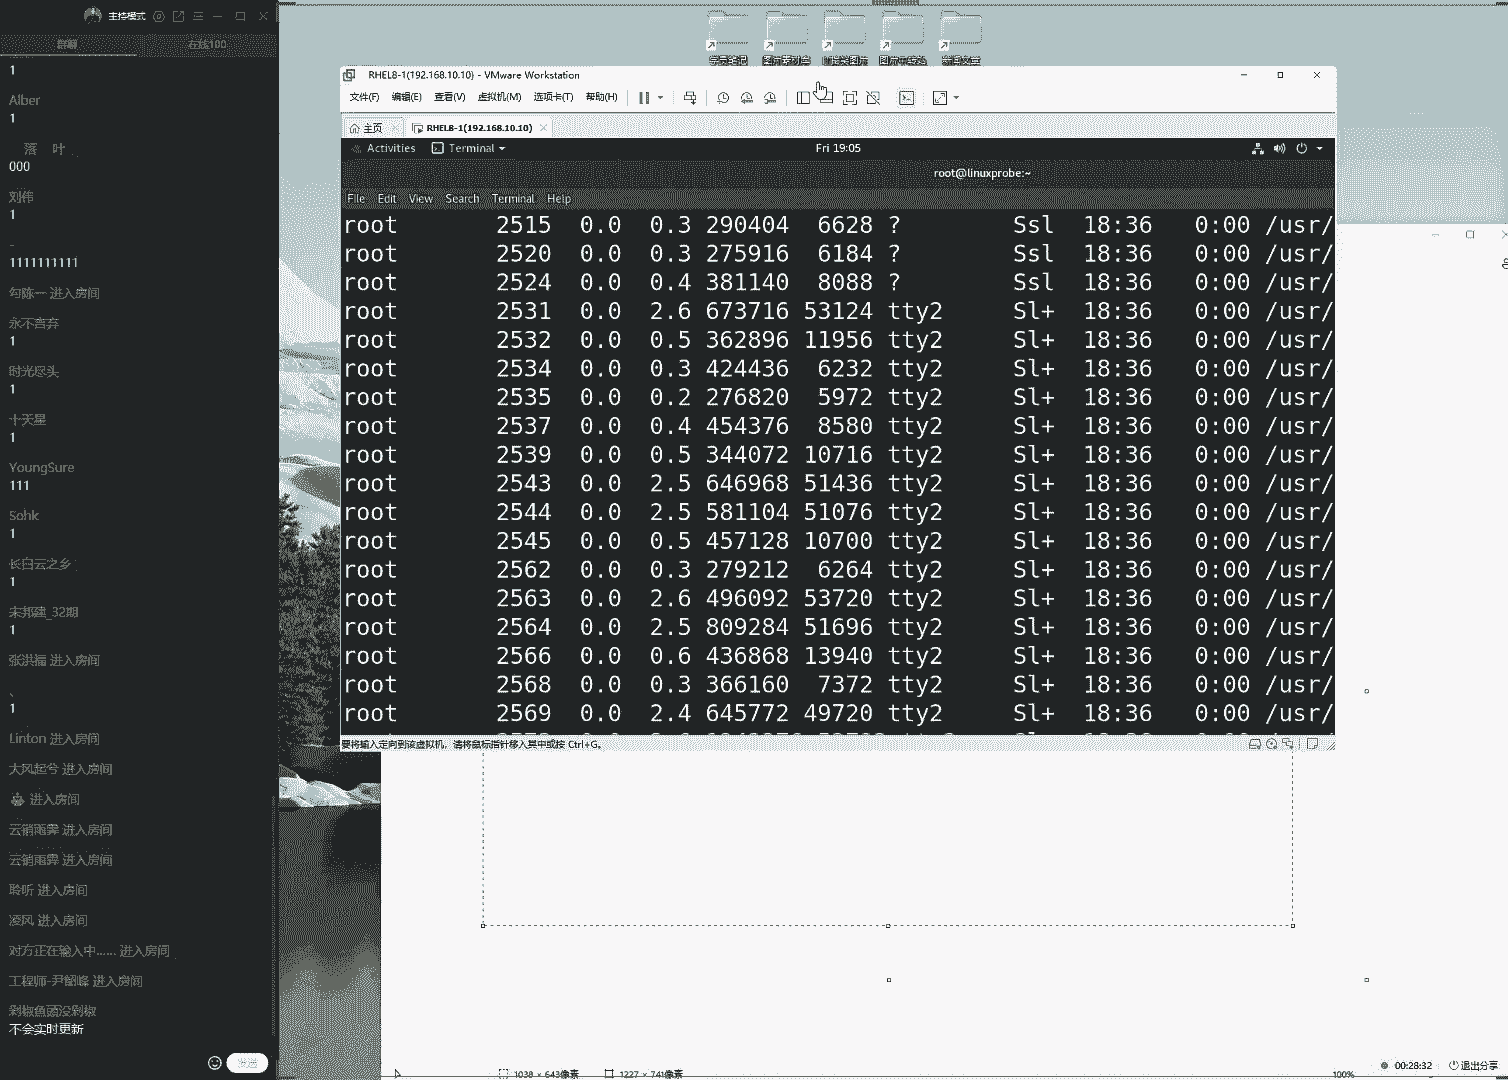 主持模式
群聊
在线100
1
Alber
1
落 叶
000
刘伟
1
1111111111
勾陈一 进入房间
永不言弃
1
时光尽头
1
十天星
1
YoungSure
111
Sohk
1
长白云之乡
1
宋邦建_32期
1
张洪福 进入房间
、
1
Linton 进入房间
大风起兮 进入房间
进入房间
云销雨霁 进入房间
云销雨霁 进入房间
聆听 进入房间
凌风 进入房间
对方正在输入中...... 进入房间
工程师-尹 进入房间
剁椒鱼头没剁椒
不会实时更新
发送
RHEL8-1(192.168.10.10) - VMware Workstation
文件(F) 编辑(E) 查看(V) 虚拟机(M) 选项卡(T) 帮助(H)
主页 RHEL8-1(192.168.10.10)
Activities Terminal Fri 19:05
root@linuxprobe:~
File Edit View Search Terminal Help
root 2515 0.0 0.3 290404 6628 ? Ssl 18:36 0:00 /usr/
root 2520 0.0 0.3 275916 6184 ? Ssl 18:36 0:00 /usr/
root 2524 0.0 0.4 381140 8088 ? Ssl 18:36 0:00 /usr/
root 2531 0.0 2.6 673716 53124 tty2 Sl+ 18:36 0:00 /usr/
root 2532 0.0 0.5 362896 11956 tty2 Sl+ 18:36 0:00 /usr/
root 2534 0.0 0.3 424436 6232 tty2 Sl+ 18:36 0:00 /usr/
root 2535 0.0 0.2 276820 5972 tty2 Sl+ 18:36 0:00 /usr/
root 2537 0.0 0.4 454376 8580 tty2 Sl+ 18:36 0:00 /usr/
root 2539 0.0 0.5 344072 10716 tty2 Sl+ 18:36 0:00 /usr/
root 2543 0.0 2.5 646968 51436 tty2 Sl+ 18:36 0:00 /usr/
root 2544 0.0 2.5 581104 51076 tty2 Sl+ 18:36 0:00 /usr/
root 2545 0.0 0.5 457128 10700 tty2 Sl+ 18:36 0:00 /usr/
root 2562 0.0 0.3 279212 6264 tty2 Sl+ 18:36 0:00 /usr/
root 2563 0.0 2.6 496092 53720 tty2 Sl+ 18:36 0:00 /usr/
root 2564 0.0 2.5 809284 51696 tty2 Sl+ 18:36 0:00 /usr/
root 2566 0.0 0.6 436868 13940 tty2 Sl+ 18:36 0:00 /usr/
root 2568 0.0 0.3 366160 7372 tty2 Sl+ 18:36 0:00 /usr/
root 2569 0.0 2.4 645772 49720 tty2 Sl+ 18:36 0:00 /usr/
要将输入定向到该虚拟机，请将鼠标指针移入其中或按 Ctrl+G。
1038 × 643像素 1227 × 741像素 100%
00:28:32 退出分享